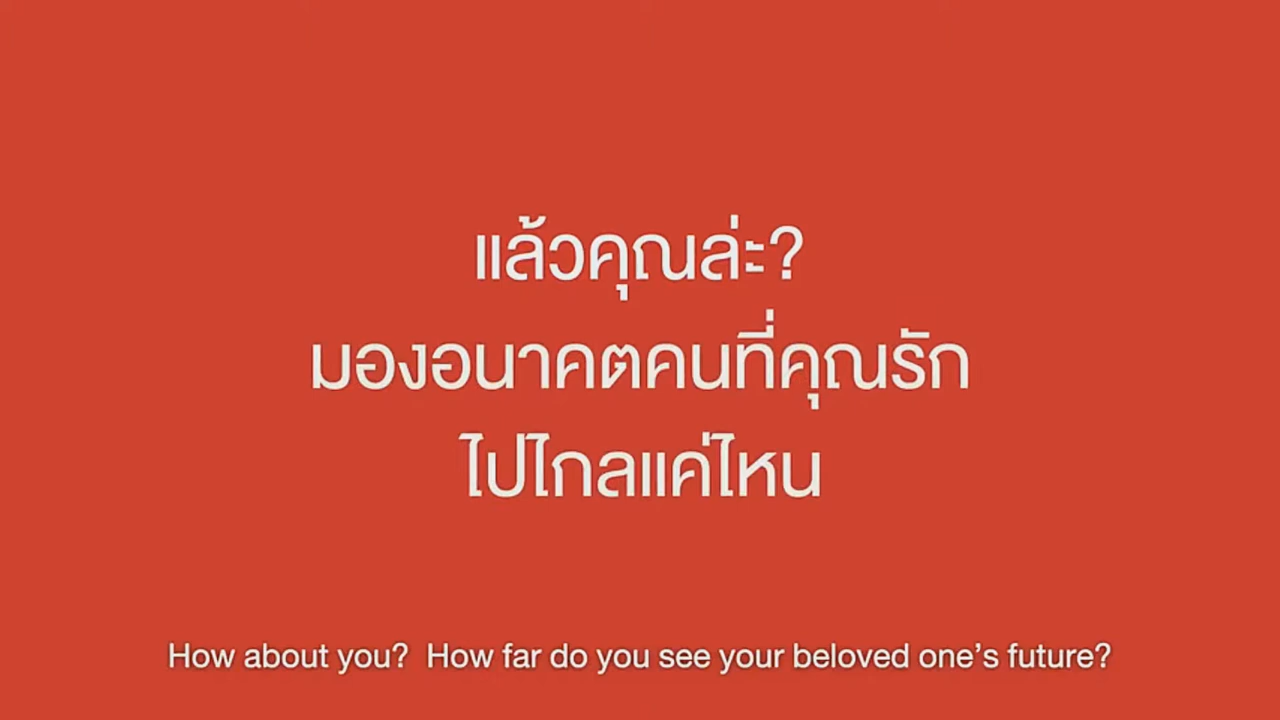 แล้วคุณล่ะ?
มองอนาคตคนที่คุณรัก
ไปไกลแค่ไหน
How about you?  How far do you see your beloved one’s future?